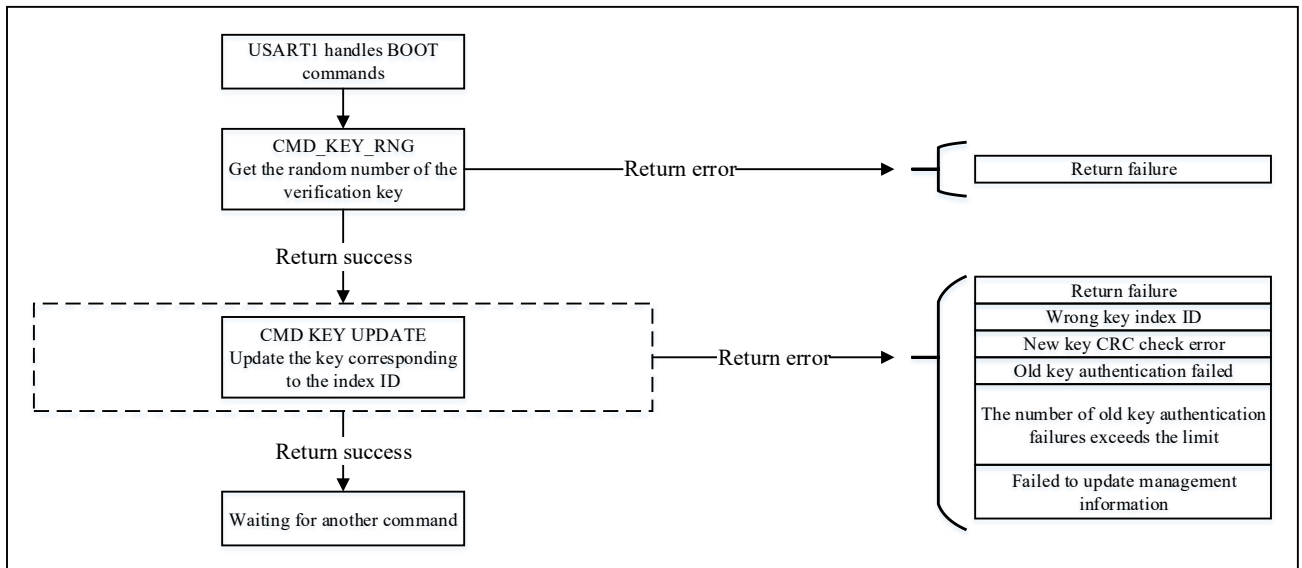 USART1 handles BOOT
commands
CMD_KEY_RNG
Get the random number of the
verification key
Return error
Return failure
Return success
CMD KEY UPDATE
Update the key corresponding
to the index ID
Return error
Return failure
Wrong key index ID
New key CRC check error
Old key authentication failed
The number of old key authentication
failures exceeds the limit
Failed to update management
information
Return success
Waiting for another command